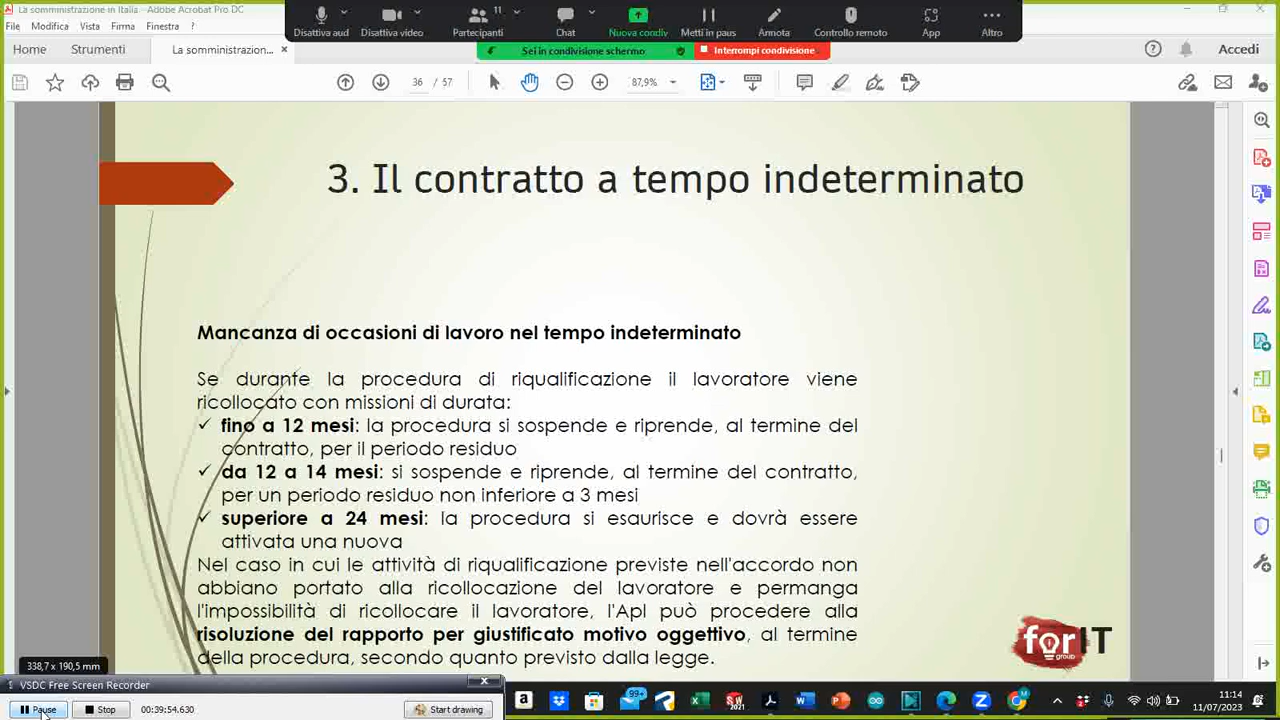 La somministrazione in Italia - Adobe Acrobat Pro DC
File Modifica Vista Firma Finestra
Disattiva aud Disattiva video Partecipanti 11 Chat Nuova condiv Metti in paus Annota Controllo remoto App Altro
Sei in condivisione schermo Interrompi condivisione
Home Strumenti La somministrazion... × Accedi
36 / 57 87,9%
3. Il contratto a tempo indeterminato
Mancanza di occasioni di lavoro nel tempo indeterminato
Se durante la procedura di riqualificazione il lavoratore viene
ricollocato con missioni di durata:
✓ fino a 12 mesi: la procedura si sospende e riprende, al termine del
contratto, per il periodo residuo
✓ da 12 a 14 mesi: si sospende e riprende, al termine del contratto,
per un periodo residuo non inferiore a 3 mesi
✓ superiore a 24 mesi: la procedura si esaurisce e dovrà essere
attivata una nuova
Nel caso in cui le attività di riqualificazione previste nell'accordo non
abbiano portato alla ricollocazione del lavoratore e permanga
l'impossibilità di ricollocare il lavoratore, l'Apl può procedere alla
risoluzione del rapporto per giustificato motivo oggettivo, al termine
della procedura, secondo quanto previsto dalla legge.
forIT
group
338,7 x 190,5 mm
VSDC Free Screen Recorder
Pause Stop 00:39:54.630 Start drawing
99+
SW
2021
11:14
11/07/2023